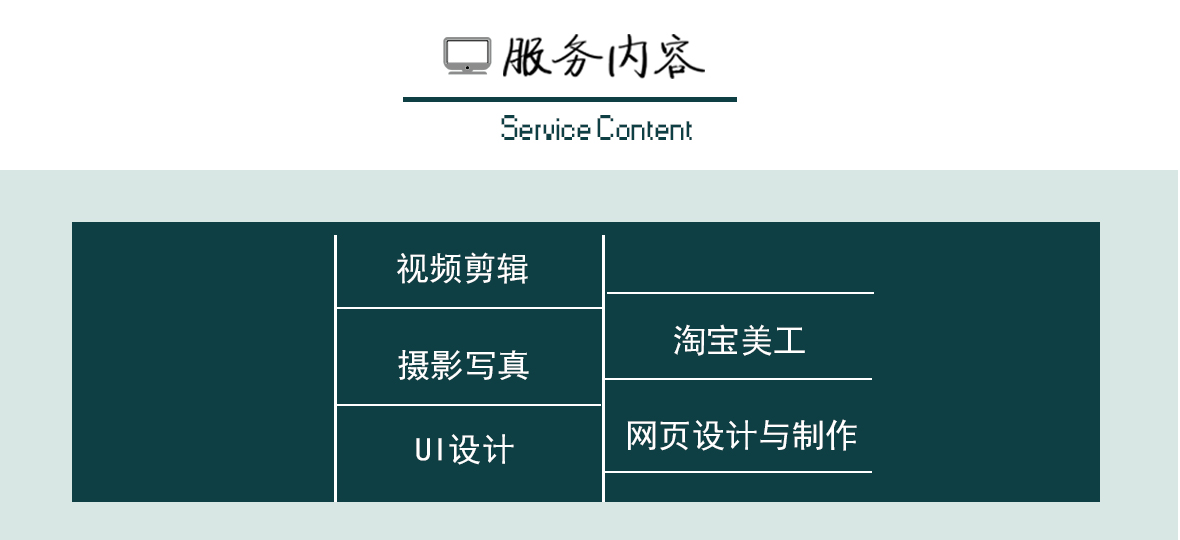 服务内容
Service Content
视频剪辑
摄影写真
UI设计
淘宝美工
网页设计与制作